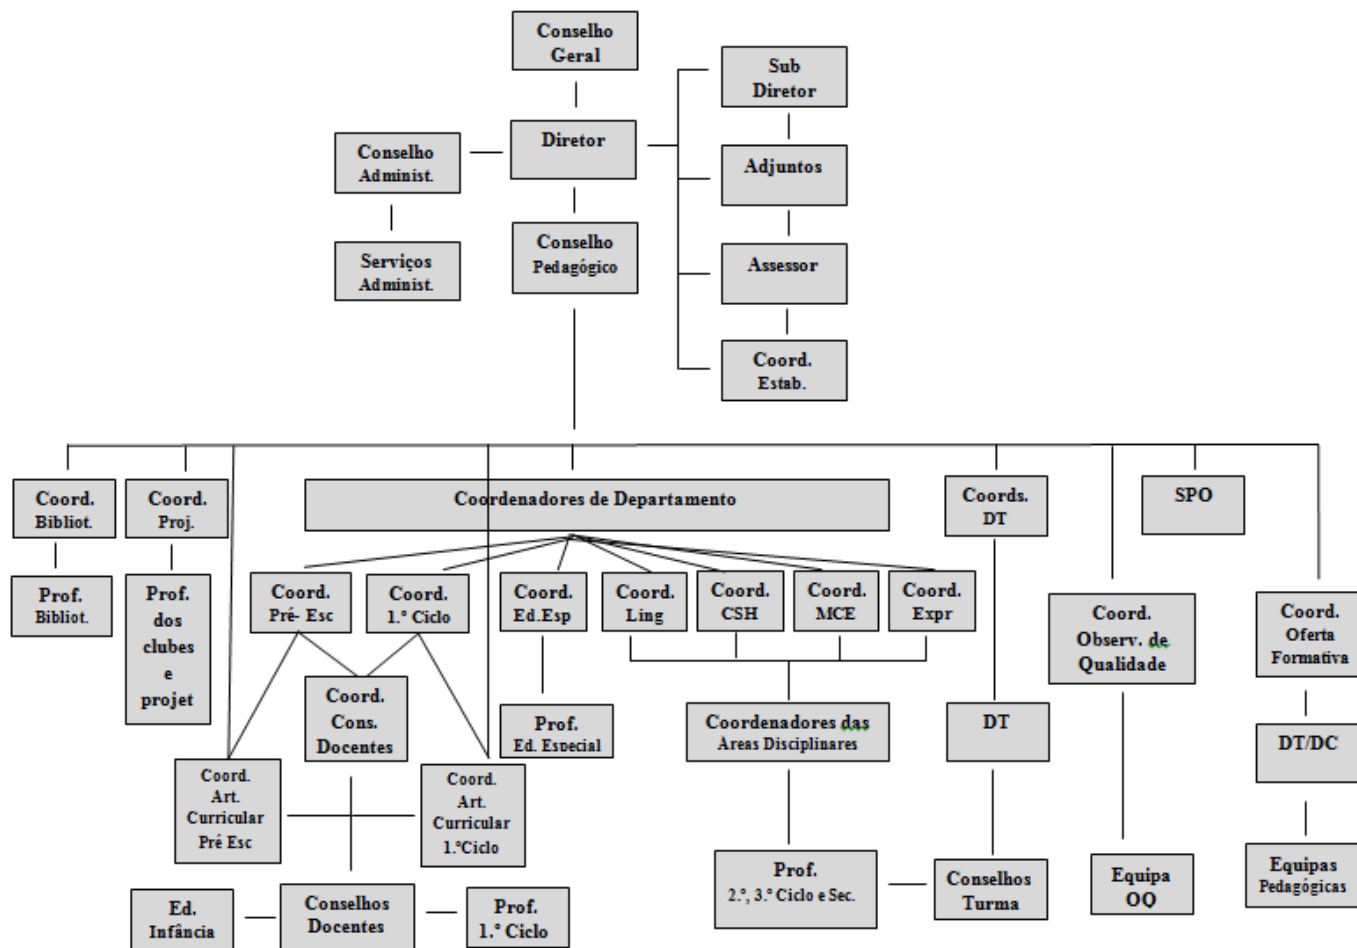 Conselho
Geral
Sub
Diretor
Diretor
Conselho
Administ.
Adjuntos
Conselho
Pedagógico
Serviços
Administ.
Assessor
Coord.
Estab.
Coord.
Bibliot.
Coord.
Proj.
Coordenadores de Departamento
Coords.
DT
SPO
Prof.
Bibliot.
Prof.
dos
clubes
e
projet
Coord.
Pré- Esc
Coord.
1.º Ciclo
Coord.
Ed.Esp
Coord.
Ling
Coord.
CSH
Coord.
MCE
Coord.
Expr
Coord.
Observ. de
Qualidade
Coord.
Oferta
Formativa
Coord.
Cons.
Docentes
Prof.
Ed. Especial
Coordenadores das
Áreas Disciplinares
DT
DT/DC
Coord.
Art.
Curricular
Pré Esc
Coord.
Art.
Curricular
1.ºCiclo
Prof.
2.º, 3.º Ciclo e Sec.
Conselhos
Turma
Equipa
OQ
Equipas
Pedagógicas
Ed.
Infância
Conselhos
Docentes
Prof.
1.º Ciclo